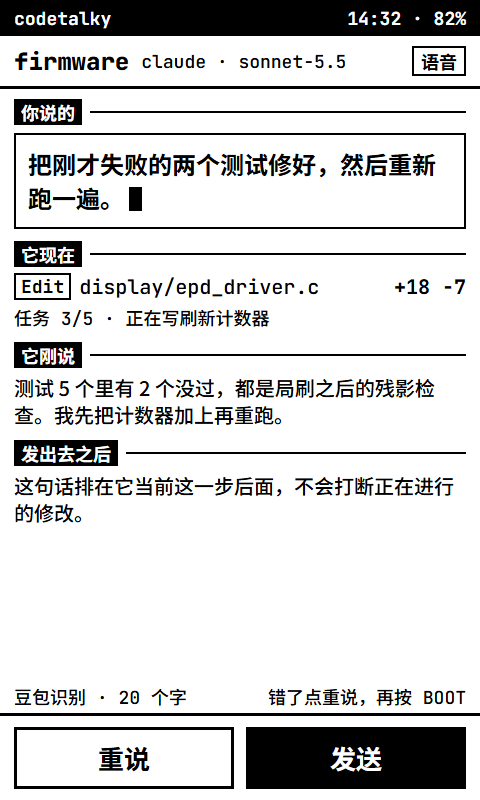 codetalky 14:32 · 82%
firmware claude · sonnet-5.5 语音
你说的
把刚才失败的两个测试修好，然后重新
跑一遍。
它现在
Edit display/epd_driver.c +18 -7
任务 3/5 · 正在写刷新计数器
它刚说
测试 5 个里有 2 个没过，都是局刷之后的残影检
查。我先把计数器加上再重跑。
发出去之后
这句话排在它当前这一步后面，不会打断正在进行
的修改。
豆包识别 · 20 个字 错了点重说，再按 BOOT
重说 发送